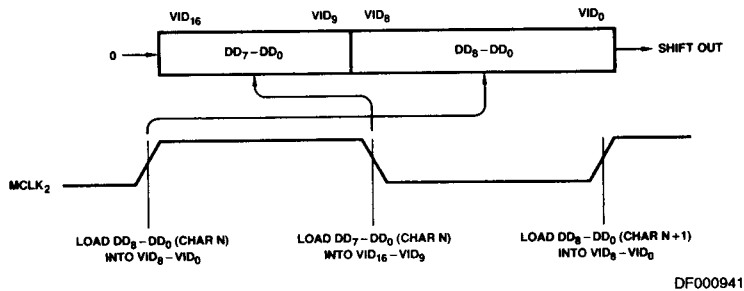 VID₁₆ VID₉ VID₈ VID₀
0 DD₇–DD₀ DD₈–DD₀ SHIFT OUT
MCLK₂
LOAD DD₈–DD₀ (CHAR N) LOAD DD₇–DD₀ (CHAR N) LOAD DD₈–DD₀ (CHAR N+1)
INTO VID₈–VID₀ INTO VID₁₆–VID₉ INTO VID₈–VID₀
DF000941